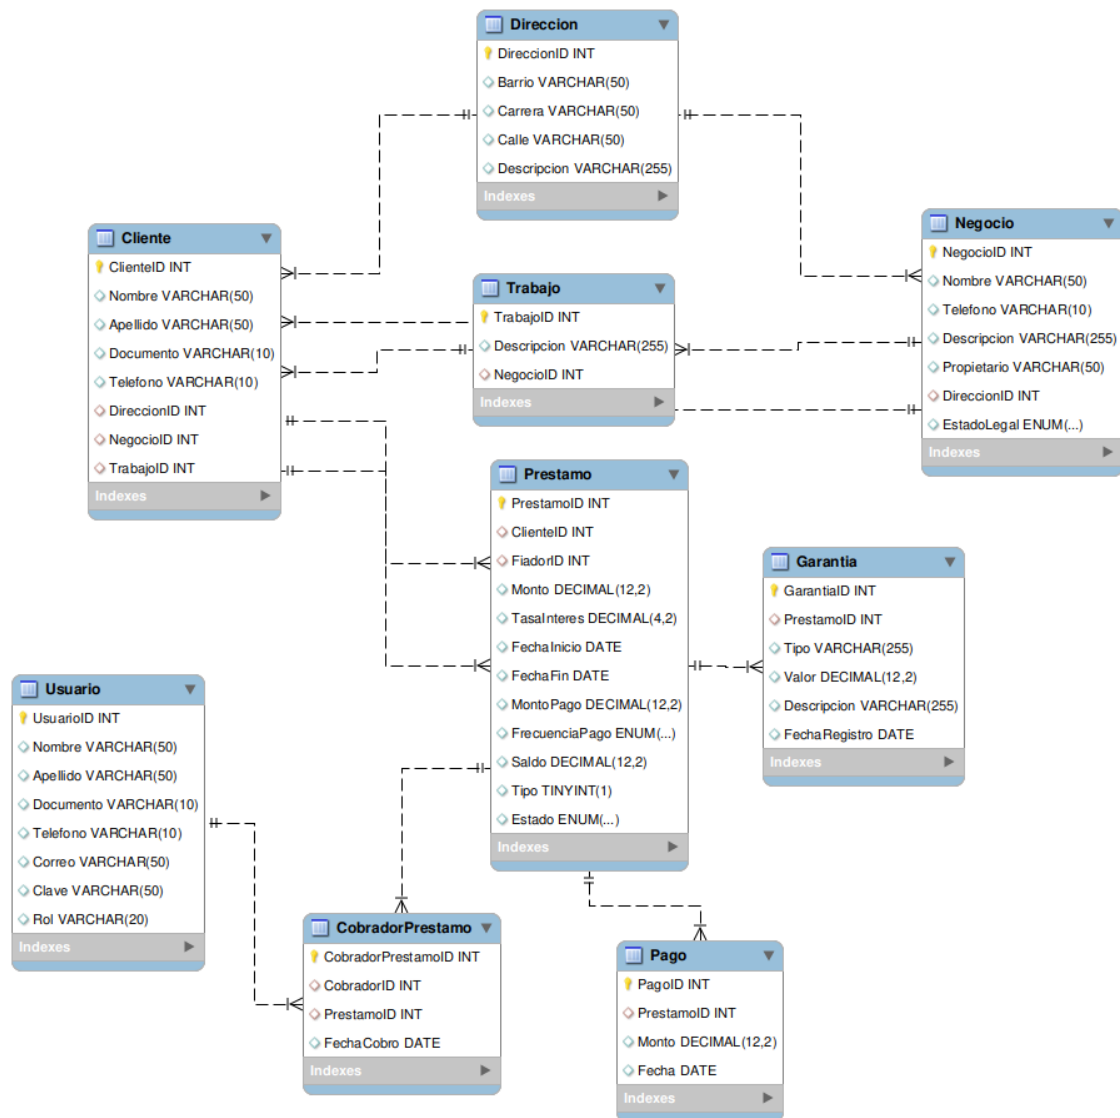 Direccion
DireccionID INT
Barrio VARCHAR(50)
Carrera VARCHAR(50)
Calle VARCHAR(50)
Descripcion VARCHAR(255)
Indexes
Cliente
ClienteID INT
Nombre VARCHAR(50)
Apellido VARCHAR(50)
Documento VARCHAR(10)
Telefono VARCHAR(10)
DireccionID INT
NegocioID INT
TrabajoID INT
Indexes
Trabajo
TrabajoID INT
Descripcion VARCHAR(255)
NegocioID INT
Indexes
Negocio
NegocioID INT
Nombre VARCHAR(50)
Telefono VARCHAR(10)
Descripcion VARCHAR(255)
Propietario VARCHAR(50)
DireccionID INT
EstadoLegal ENUM(...)
Indexes
Prestamo
PrestamoID INT
ClienteID INT
FiadorID INT
Monto DECIMAL(12,2)
TasaInteres DECIMAL(4,2)
FechaInicio DATE
FechaFin DATE
MontoPago DECIMAL(12,2)
FrecuenciaPago ENUM(...)
Saldo DECIMAL(12,2)
Tipo TINYINT(1)
Estado ENUM(...)
Indexes
Garantia
GarantiaID INT
PrestamoID INT
Tipo VARCHAR(255)
Valor DECIMAL(12,2)
Descripcion VARCHAR(255)
FechaRegistro DATE
Indexes
Usuario
UsuarioID INT
Nombre VARCHAR(50)
Apellido VARCHAR(50)
Documento VARCHAR(10)
Telefono VARCHAR(10)
Correo VARCHAR(50)
Clave VARCHAR(50)
Rol VARCHAR(20)
Indexes
CobradorPrestamo
CobradorPrestamoID INT
CobradorID INT
PrestamoID INT
FechaCobro DATE
Indexes
Pago
PagoID INT
PrestamoID INT
Monto DECIMAL(12,2)
Fecha DATE
Indexes